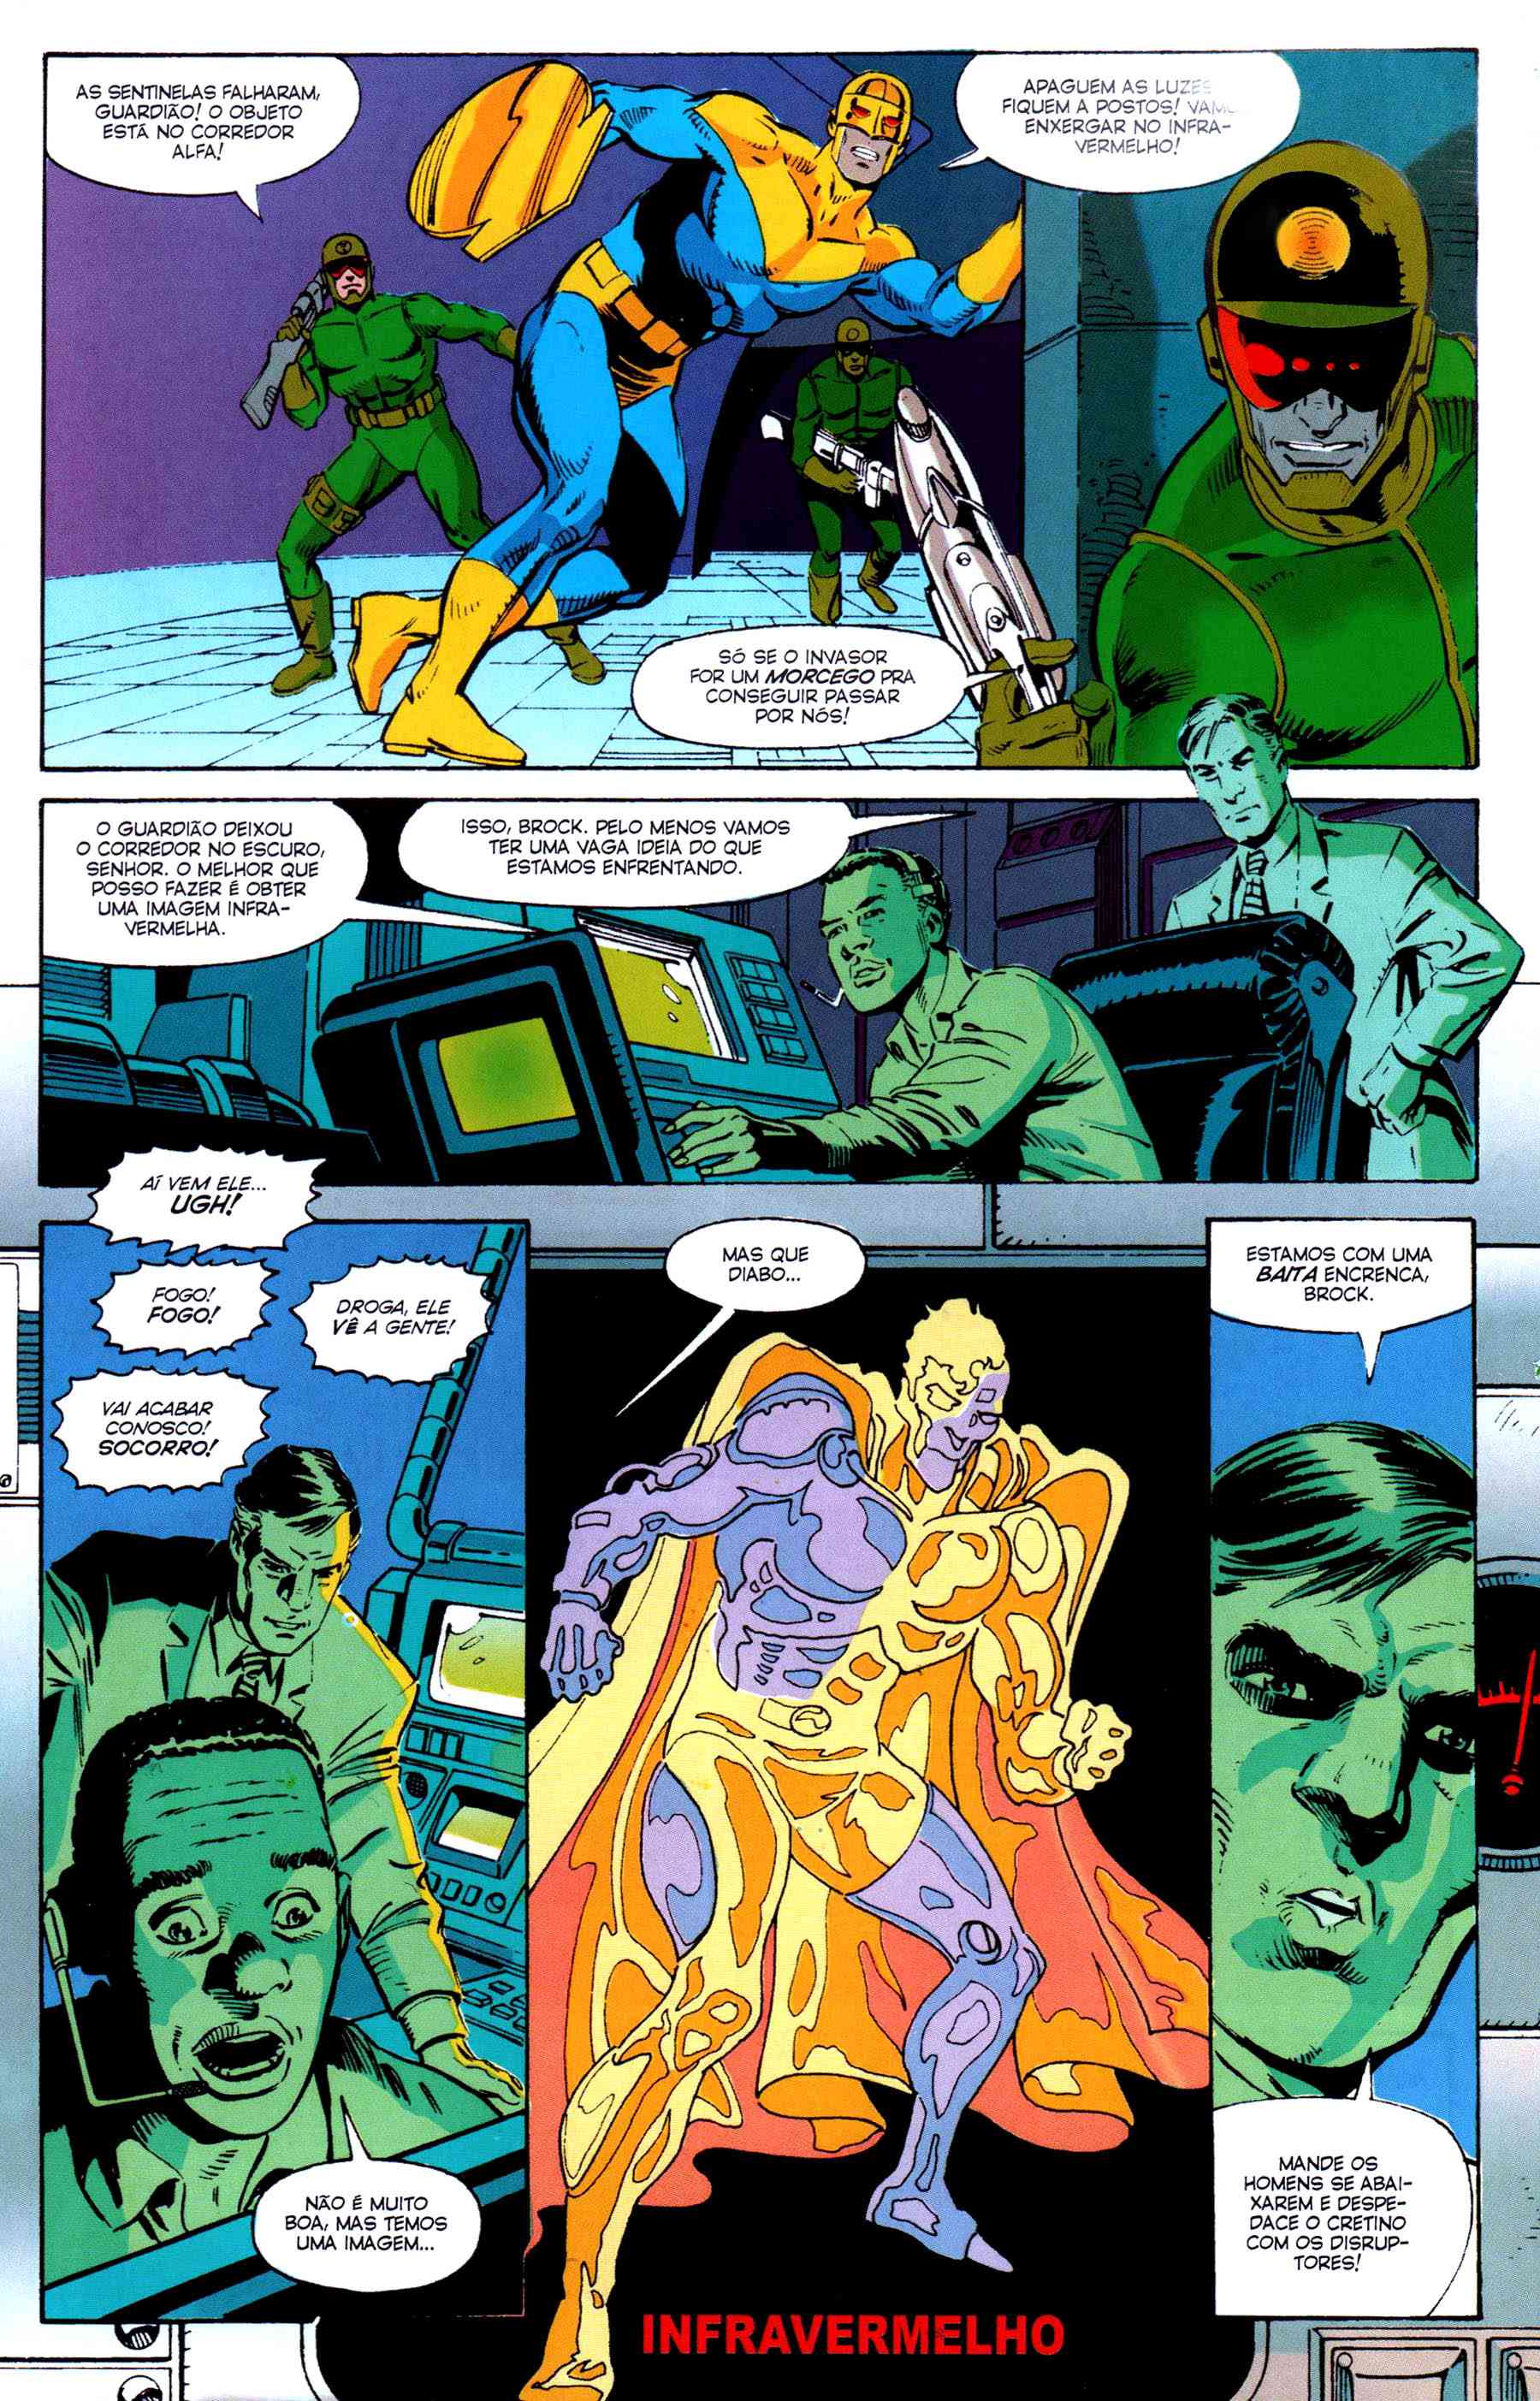 AS SENTINELAS FALHARAM,
GUARDIÃO! O OBJETO
ESTÁ NO CORREDOR
ALFA!
APAGUEM AS LUZES
FIQUEM A POSTOS! VAMOS
ENXERGAR NO INFRA-
VERMELHO!
SÓ SE O INVASOR
FOR UM MORCEGO PRA
CONSEGUIR PASSAR
POR NÓS!
O GUARDIÃO DEIXOU
O CORREDOR NO ESCURO,
SENHOR. O MELHOR QUE
POSSO FAZER É OBTER
UMA IMAGEM INFRA-
VERMELHA.
ISSO, BROCK. PELO MENOS VAMOS
TER UMA VAGA IDEIA DO QUE
ESTAMOS ENFRENTANDO.
AÍ VEM ELE...
UGH!
FOGO!
FOGO!
DROGA, ELE
VÊ A GENTE!
VAI ACABAR
CONOSCO!
SOCORRO!
NÃO É MUITO
BOA, MAS TEMOS
UMA IMAGEM...
MAS QUE
DIABO...
INFRAVERMELHO
ESTAMOS COM UMA
BAITA ENCRENCA,
BROCK.
MANDE OS
HOMENS SE ABAI-
XAREM E DESPE-
DACE O CRETINO
COM OS DISRUP-
TORES!